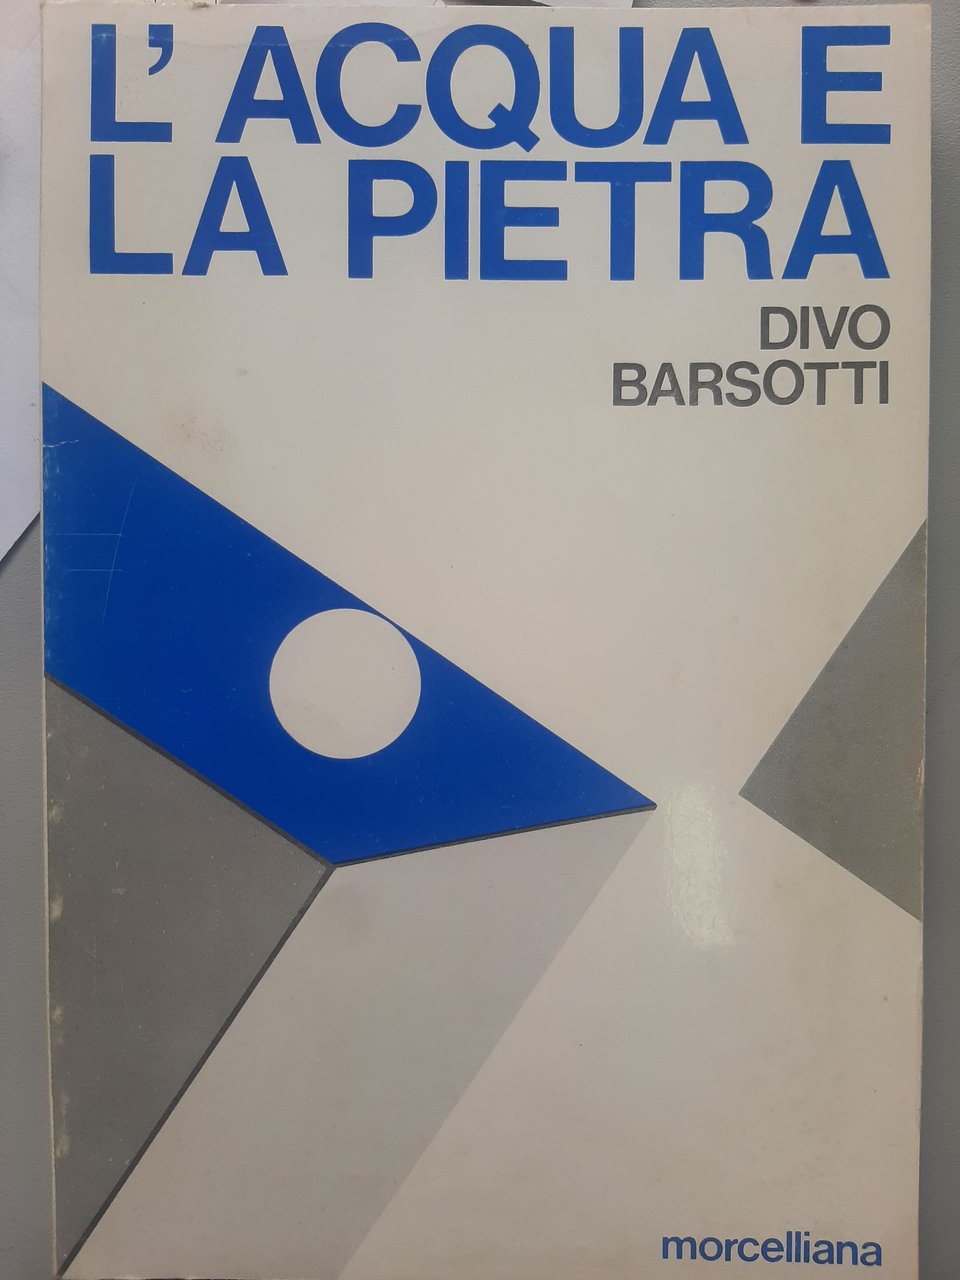 L'ACQUA E
LA PIETRA
DIVO
BARSOTTI
morcelliana